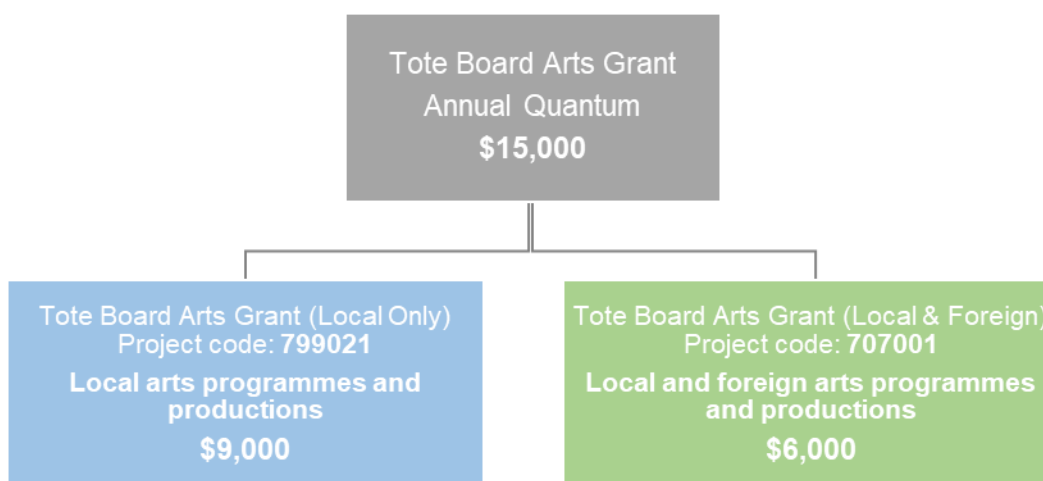 Tote Board Arts Grant
Annual Quantum
$15,000
Tote Board Arts Grant (Local Only)
Project code: 799021
Local arts programmes and
productions
$9,000
Tote Board Arts Grant (Local & Foreign)
Project code: 707001
Local and foreign arts programmes
and productions
$6,000